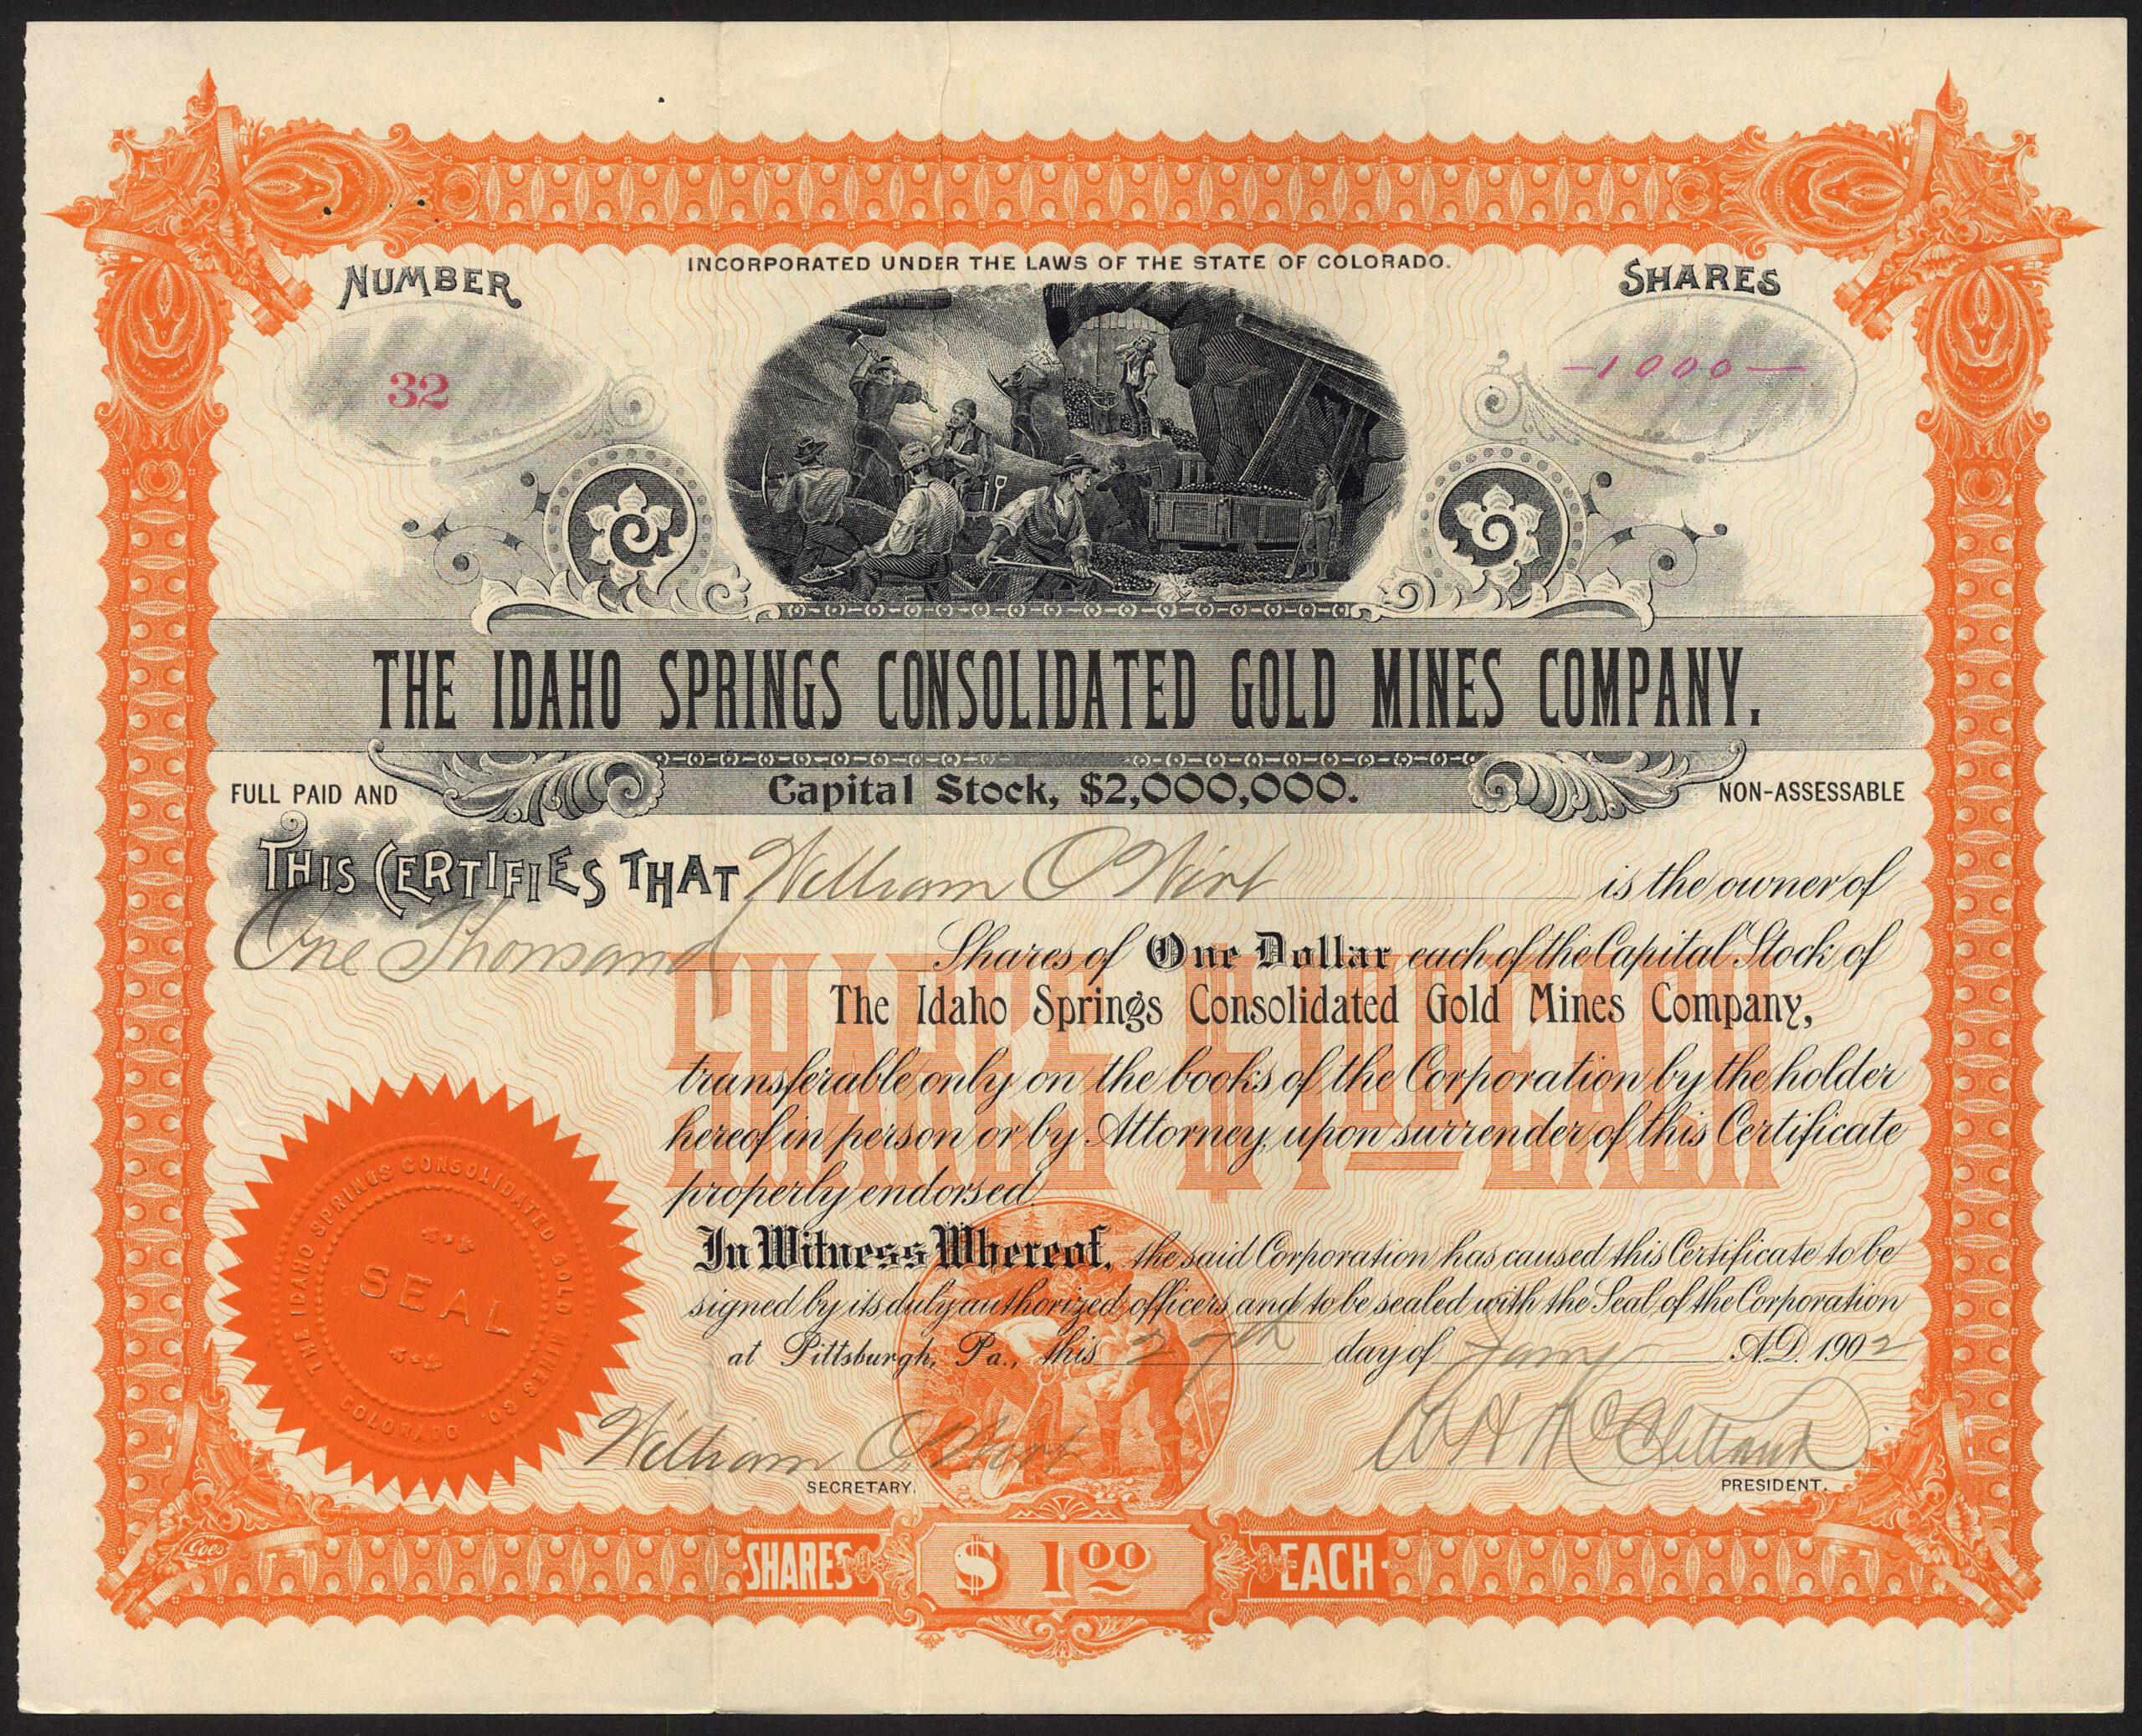 INCORPORATED UNDER THE LAWS OF THE STATE OF COLORADO.
NUMBER
SHARES
32
-1000-
THE IDAHO SPRINGS CONSOLIDATED GOLD MINES COMPANY.
FULL PAID AND
Capital Stock, $2,000,000.
NON-ASSESSABLE
THIS CERTIFIES THAT William O Wirt is the owner of
One Thousand Shares of One Dollar each of the Capital Stock of
The Idaho Springs Consolidated Gold Mines Company,
transferable only on the books of the Corporation by the holder
hereof in person or by Attorney, upon surrender of this Certificate
properly endorsed.
SHARES $1 00 EACH
In Witness Whereof, the said Corporation has caused this Certificate to be
signed by its duly authorized officers and to be sealed with the Seal of the Corporation
at Pittsburgh, Pa., this 27th day of Jany A.D. 1902
THE IDAHO SPRINGS CONSOLIDATED GOLD MINES CO.
SEAL
COLORADO
William O. Wirt
W H McClelland
SECRETARY.
PRESIDENT.
Goes
SHARES $1 00 EACH